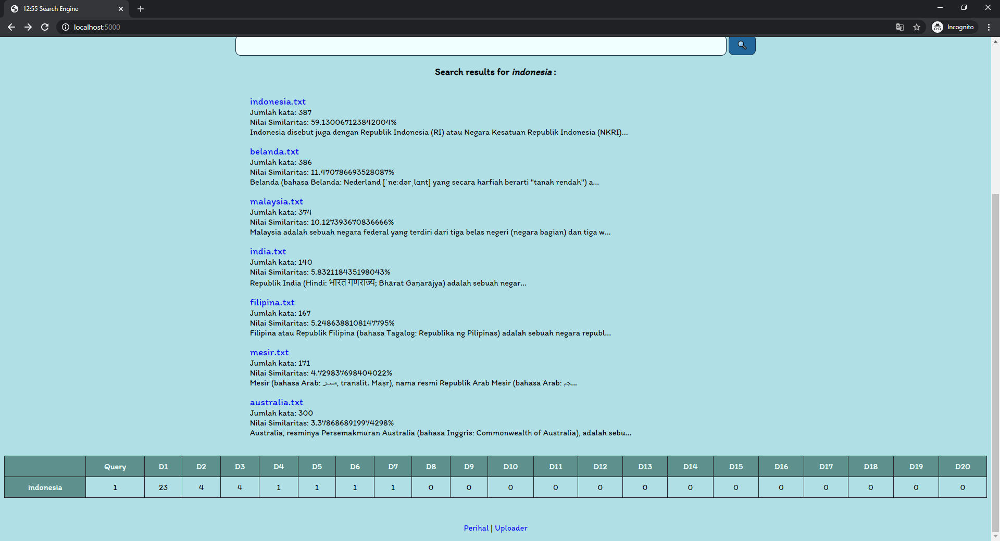 12:55 Search Engine
localhost:5000
Incognito
Search results for indonesia :
indonesia.txt
Jumlah kata: 387
Nilai Similaritas: 59.130067123842004%
Indonesia disebut juga dengan Republik Indonesia (RI) atau Negara Kesatuan Republik Indonesia (NKRI)...
belanda.txt
Jumlah kata: 386
Nilai Similaritas: 11.470786693528087%
Belanda (bahasa Belanda: Nederland [ˈneːdərˌlɑnt] yang secara harfiah berarti "tanah rendah") a...
malaysia.txt
Jumlah kata: 374
Nilai Similaritas: 10.127393670836666%
Malaysia adalah sebuah negara federal yang terdiri dari tiga belas negeri (negara bagian) dan tiga w...
india.txt
Jumlah kata: 140
Nilai Similaritas: 5.832118435198043%
Republik India (Hindi: भारत गणराज्य; Bhārat Gaṇarājya) adalah sebuah negar...
filipina.txt
Jumlah kata: 167
Nilai Similaritas: 5.2486388108147795%
Filipina atau Republik Filipina (bahasa Tagalog: Republika ng Pilipinas) adalah sebuah negara republ...
mesir.txt
Jumlah kata: 171
Nilai Similaritas: 4.729837698404022%
Mesir (bahasa Arab: مصر, translit. Maṣr), nama resmi Republik Arab Mesir (bahasa Arab: جم...
australia.txt
Jumlah kata: 300
Nilai Similaritas: 3.3786868919974298%
Australia, resminya Persemakmuran Australia (bahasa Inggris: Commonwealth of Australia), adalah sebu...
Query D1 D2 D3 D4 D5 D6 D7 D8 D9 D10 D11 D12 D13 D14 D15 D16 D17 D18 D19 D20
indonesia 1 23 4 4 1 1 1 1 0 0 0 0 0 0 0 0 0 0 0 0 0
Perihal | Uploader